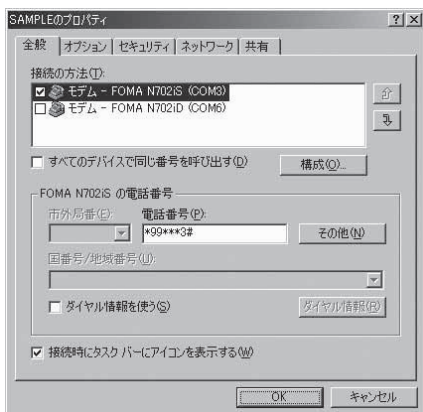 SAMPLEのプロパティ
全般 オプション セキュリティ ネットワーク 共有
接続の方法(T):
モデム - FOMA N702iS (COM3)
モデム - FOMA N702iD (COM6)
すべてのデバイスで同じ番号を呼び出す(D)
構成(O)...
FOMA N702iS の電話番号
市外局番(E): 電話番号(P):
*99***3# その他(N)
国番号/地域番号(U):
ダイヤル情報を使う(S) ダイヤル情報(R)
接続時にタスク バーにアイコンを表示する(W)
OK キャンセル